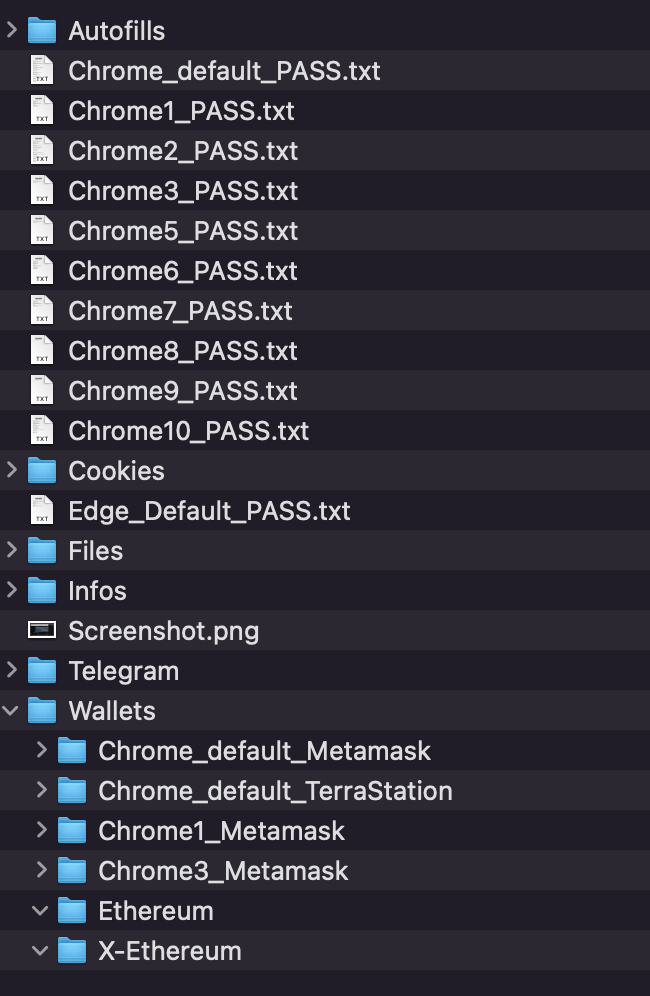 Autofills
Chrome_default_PASS.txt
Chrome1_PASS.txt
Chrome2_PASS.txt
Chrome3_PASS.txt
Chrome5_PASS.txt
Chrome6_PASS.txt
Chrome7_PASS.txt
Chrome8_PASS.txt
Chrome9_PASS.txt
Chrome10_PASS.txt
Cookies
Edge_Default_PASS.txt
Files
Infos
Screenshot.png
Telegram
Wallets
Chrome_default_Metamask
Chrome_default_TerraStation
Chrome1_Metamask
Chrome3_Metamask
Ethereum
X-Ethereum